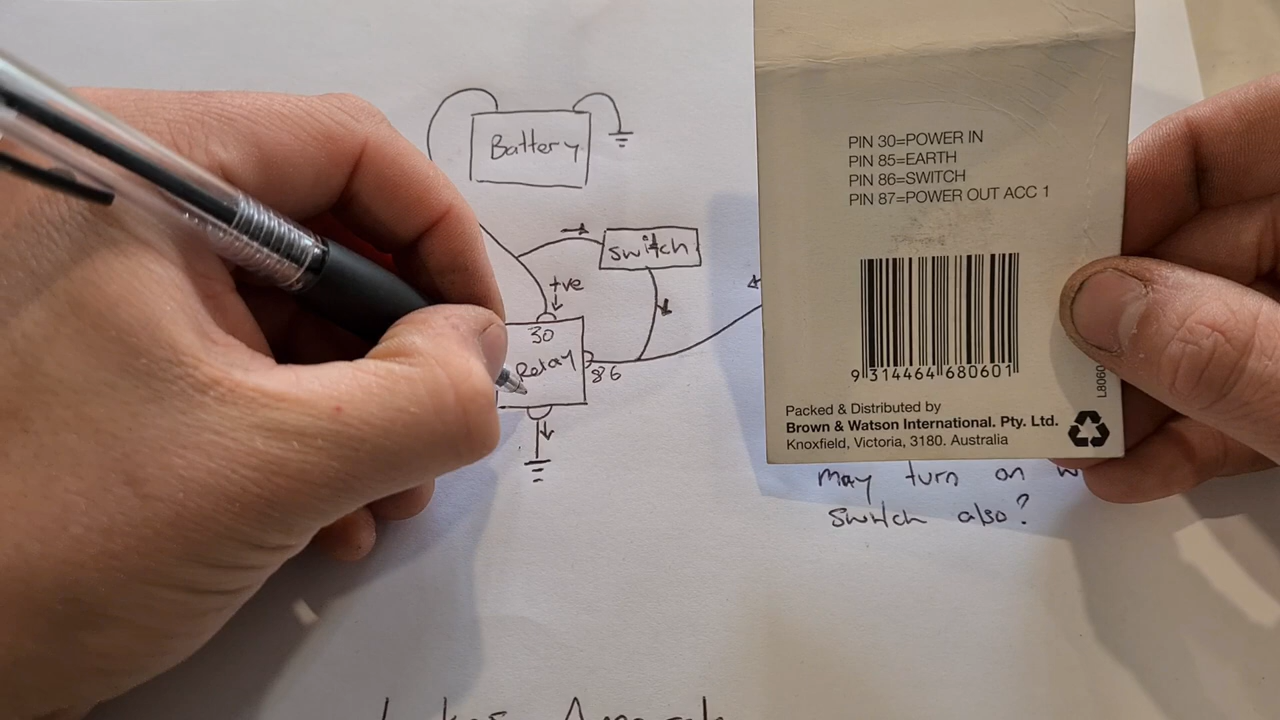 Battery
switch
+ve
30
Relay
86
PIN 30=POWER IN
PIN 85=EARTH
PIN 86=SWITCH
PIN 87=POWER OUT ACC 1
9 314464 680601
L8060
Packed & Distributed by
Brown & Watson International. Pty. Ltd.
Knoxfield, Victoria, 3180. Australia
may turn on w
switch also?